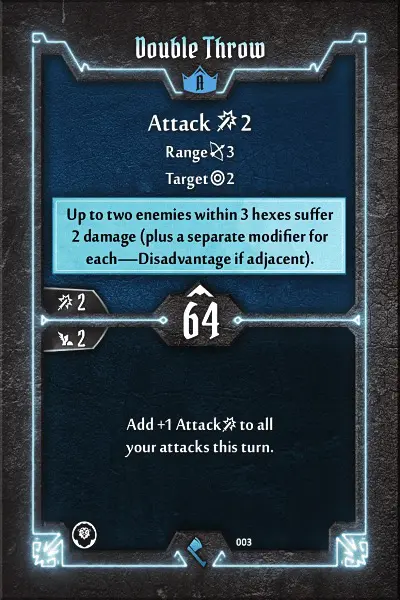 Double Throw
A
Attack 2
Range 3
Target 2
Up to two enemies within 3 hexes suffer
2 damage (plus a separate modifier for
each—Disadvantage if adjacent).
2
64
2
Add +1 Attack to all
your attacks this turn.
003